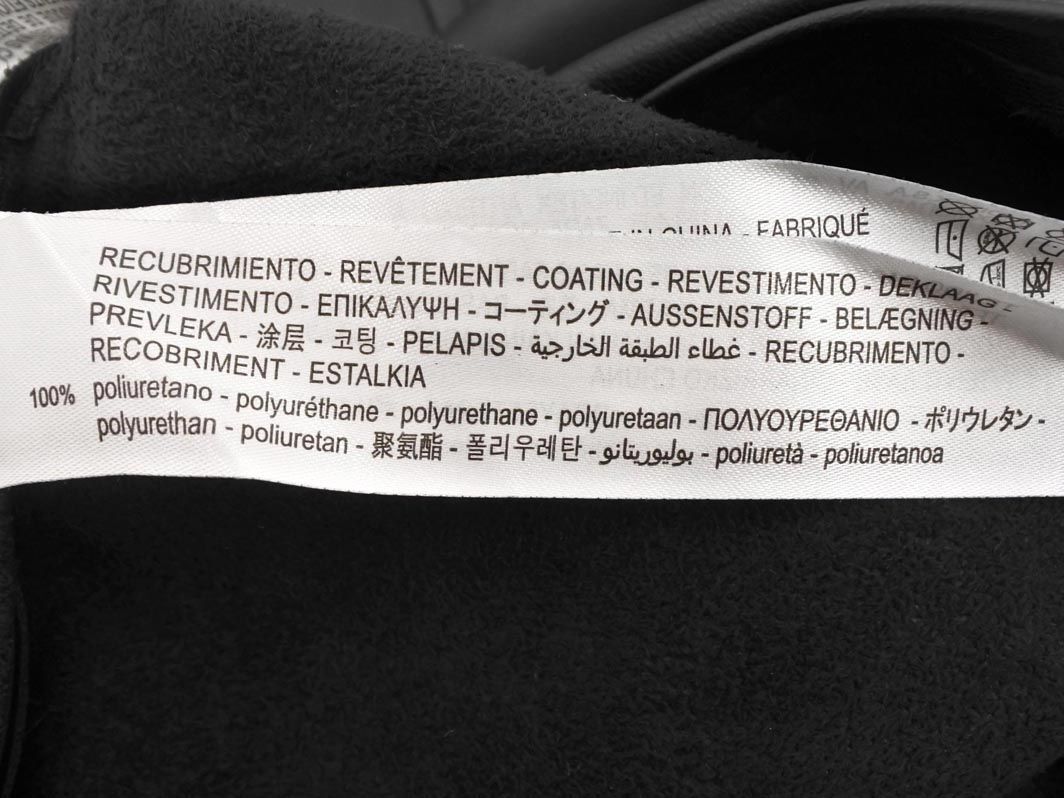 CHINA - FABRIQUÉ
RECUBRIMIENTO - REVÊTEMENT - COATING - REVESTIMENTO - DEKLAAG -
RIVESTIMENTO - ΕΠΙΚΑΛΥΨΗ - コーティング - AUSSENSTOFF - BELÆGNING -
PREVLEKA - 涂层 - 코팅 - PELAPIS - غطاء الطبقة الخارجية - RECUBRIMENTO -
RECOBRIMENT - ESTALKIA
100% poliuretano - polyuréthane - polyurethane - polyuretaan - ΠΟΛΥΟΥΡΕΘΑΝΙΟ - ポリウレタン -
polyurethan - poliuretan - 聚氨酯 - 폴리우레탄 - بوليوريتانو - poliuretà - poliuretanoa